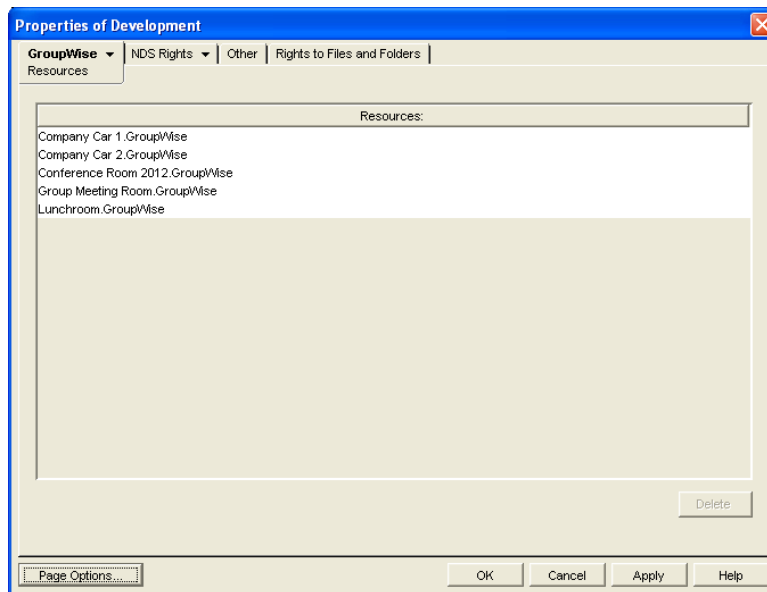 Properties of Development
GroupWise NDS Rights Other Rights to Files and Folders
Resources
Resources:
Company Car 1.GroupWise
Company Car 2.GroupWise
Conference Room 2012.GroupWise
Group Meeting Room.GroupWise
Lunchroom.GroupWise
Delete
Page Options... OK Cancel Apply Help